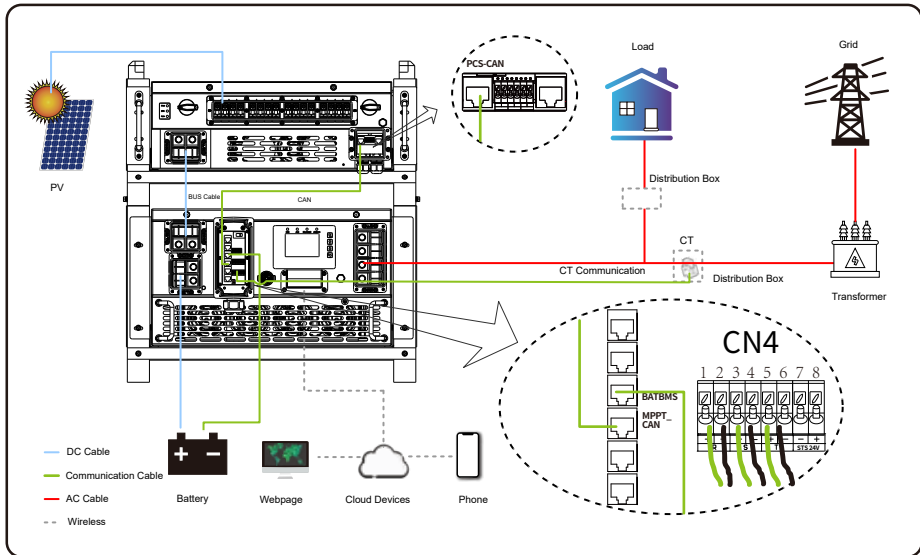 Load
Grid
PCS-CAN
PV
BUS Cable
CAN
Distribution Box
CT
CT Communication
Distribution Box
Transformer
CN4
1 2 3 4 5 6 7 8
BATBMS
MPPT_
CAN
R
S
T
+ − − +
STS 24V
DC Cable
Communication Cable
AC Cable
Wireless
+ −
Battery
Webpage
Cloud Devices
Phone